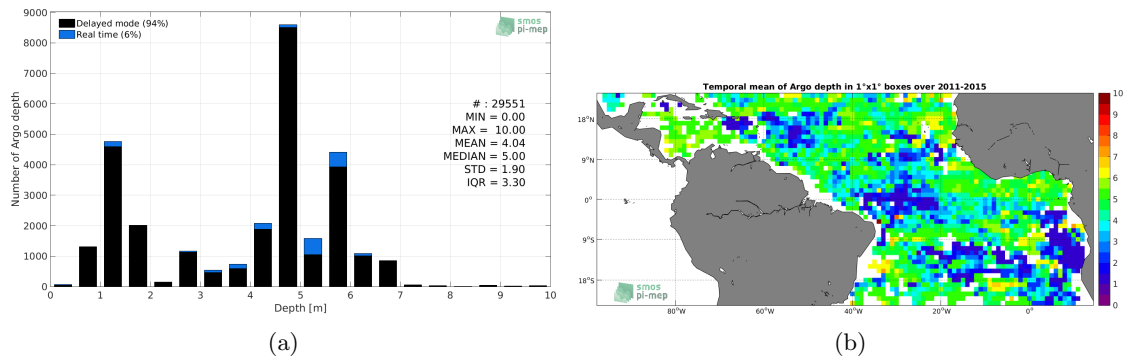 9000
8000
7000
6000
5000
4000
3000
2000
1000
0
Number of Argo depth
Delayed mode (94%)
Real time (6%)
smos
pi-mep
# : 29551
MIN = 0.00
MAX = 10.00
MEAN = 4.04
MEDIAN = 5.00
STD = 1.90
IQR = 3.30
0 1 2 3 4 5 6 7 8 9 10
Depth [m]
(a)
Temporal mean of Argo depth in 1°x1° boxes over 2011-2015
18°N
9°N
0°
9°S
18°S
smos
pi-mep
80°W 60°W 40°W 20°W 0°
10
9
8
7
6
5
4
3
2
1
0
(b)